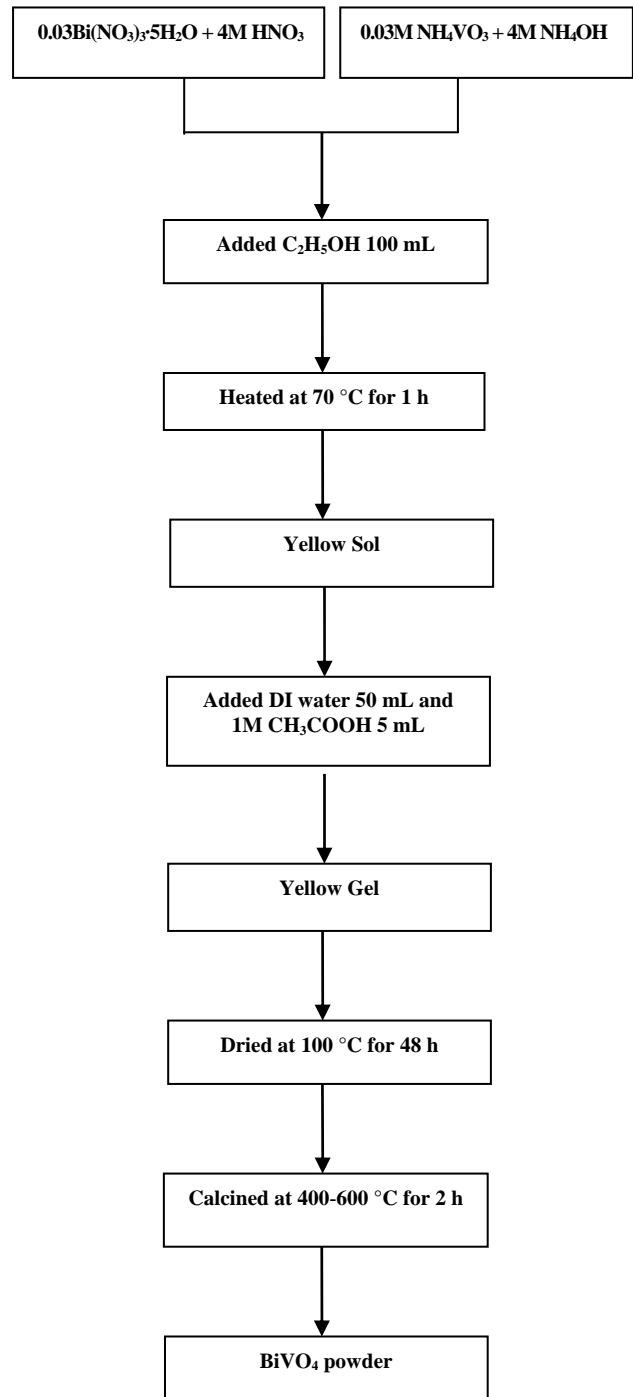 0.03Bi(NO₃)₃·5H₂O + 4M HNO₃
0.03M NH₄VO₃ + 4M NH₄OH
Added C₂H₅OH 100 mL
Heated at 70 °C for 1 h
Yellow Sol
Added DI water 50 mL and
1M CH₃COOH 5 mL
Yellow Gel
Dried at 100 °C for 48 h
Calcined at 400-600 °C for 2 h
BiVO₄ powder